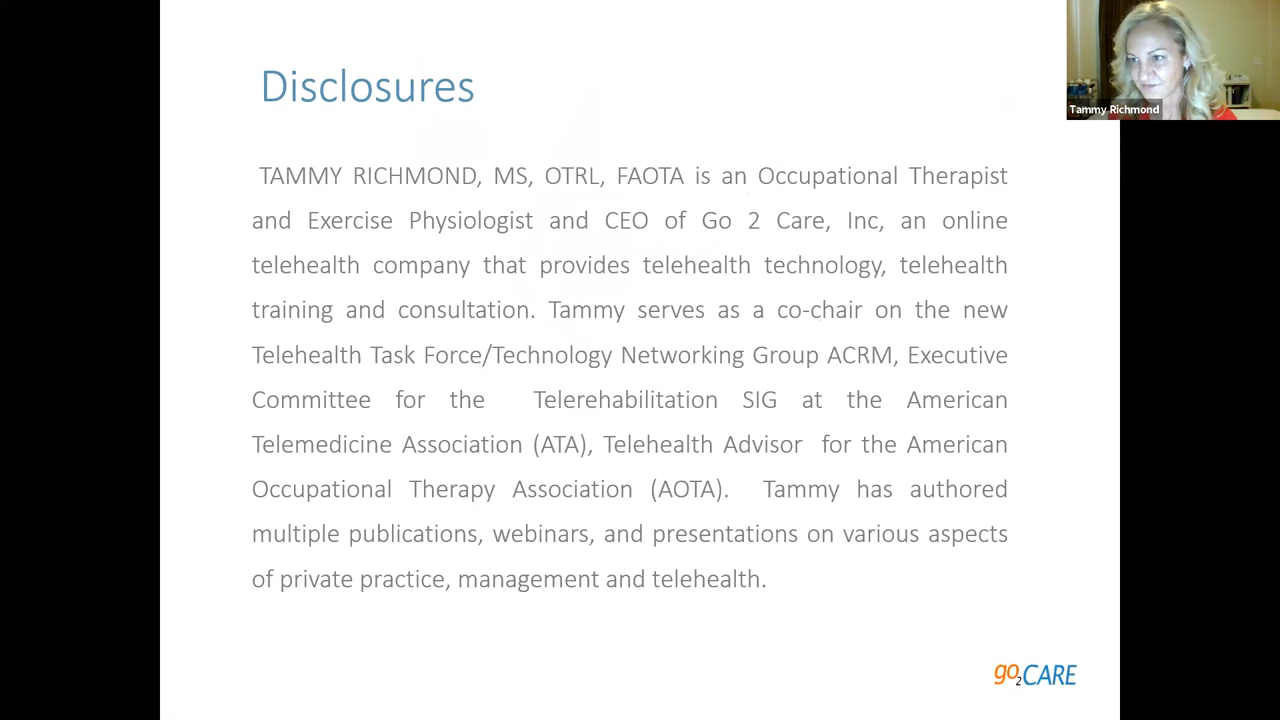 Disclosures
Tammy Richmond
TAMMY RICHMOND, MS, OTRL, FAOTA is an Occupational Therapist
and Exercise Physiologist and CEO of Go 2 Care, Inc, an online
telehealth company that provides telehealth technology, telehealth
training and consultation. Tammy serves as a co-chair on the new
Telehealth Task Force/Technology Networking Group ACRM, Executive
Committee for the Telerehabilitation SIG at the American
Telemedicine Association (ATA), Telehealth Advisor for the American
Occupational Therapy Association (AOTA). Tammy has authored
multiple publications, webinars, and presentations on various aspects
of private practice, management and telehealth.
go2CARE